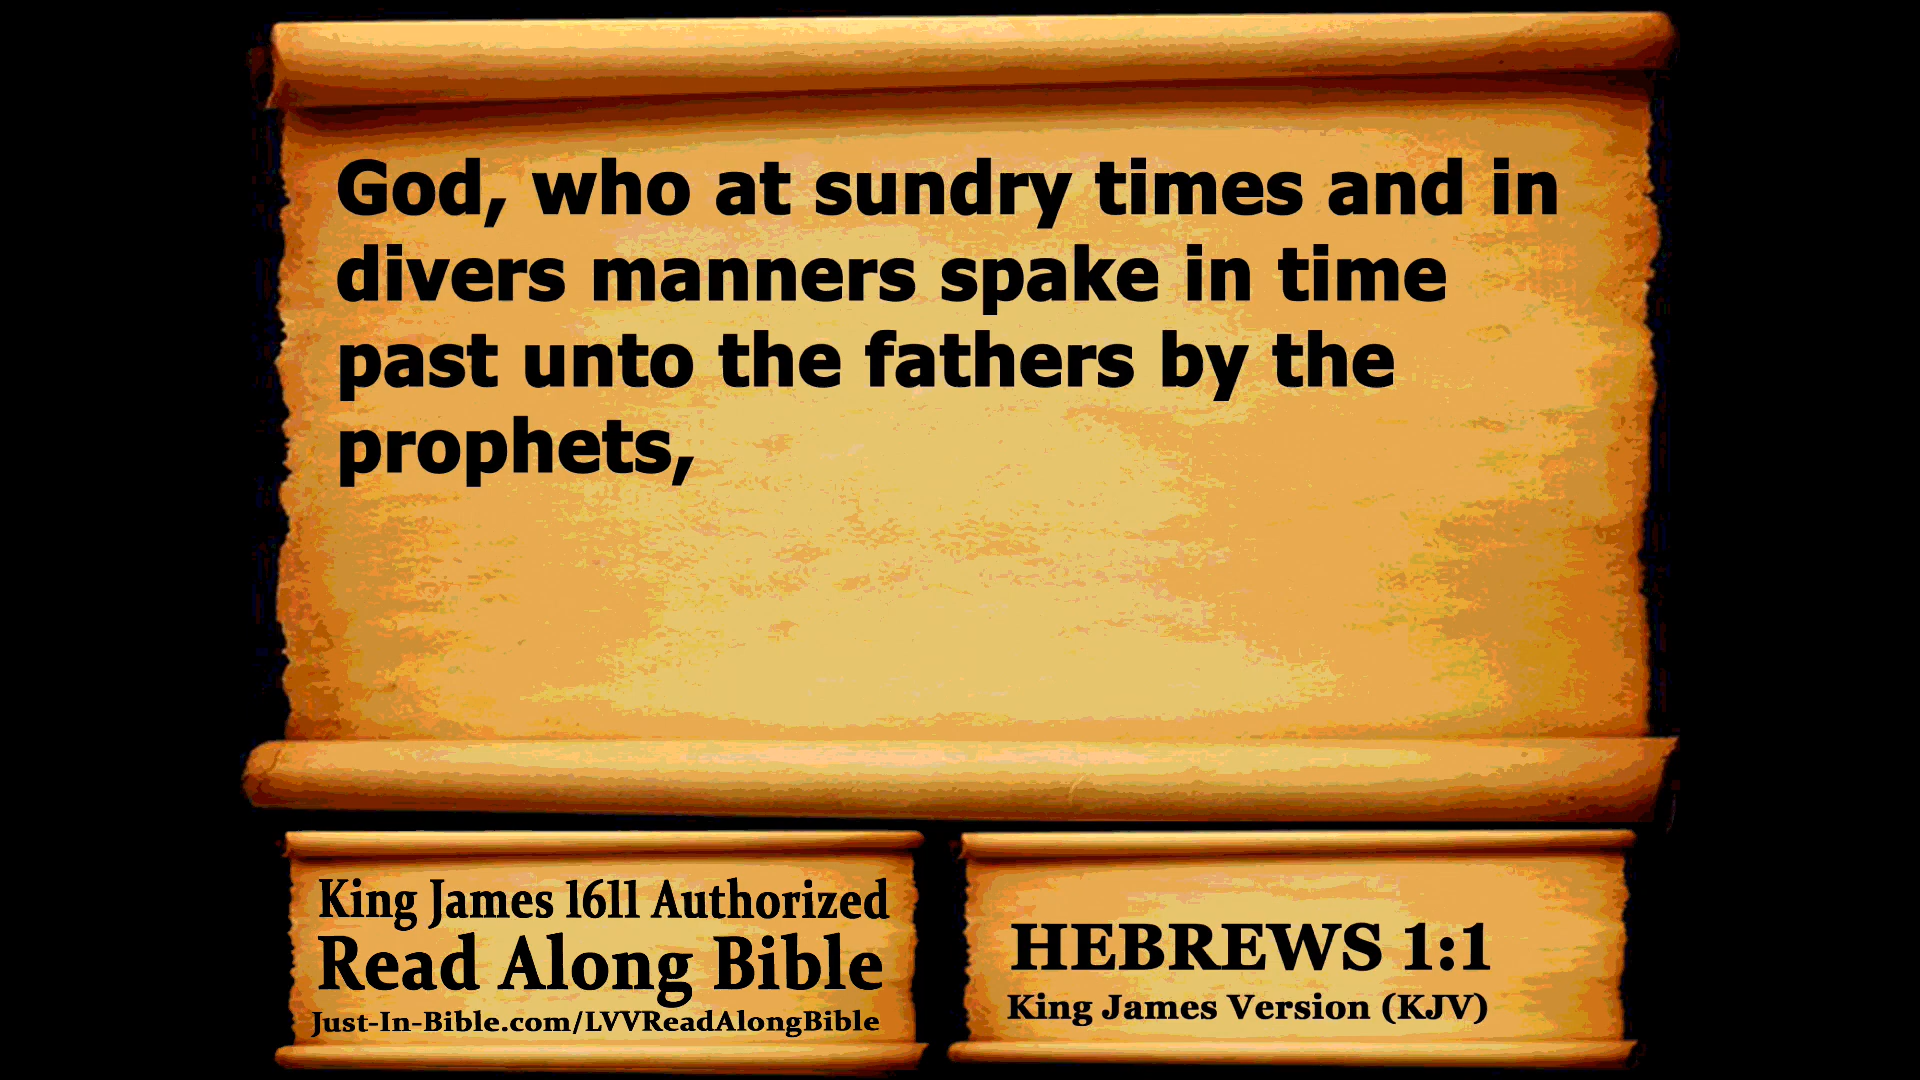 God, who at sundry times and in
divers manners spake in time
past unto the fathers by the
prophets,
King James 1611 Authorized
Read Along Bible
Just-In-Bible.com/LVVReadAlongBible
HEBREWS 1:1
King James Version (KJV)